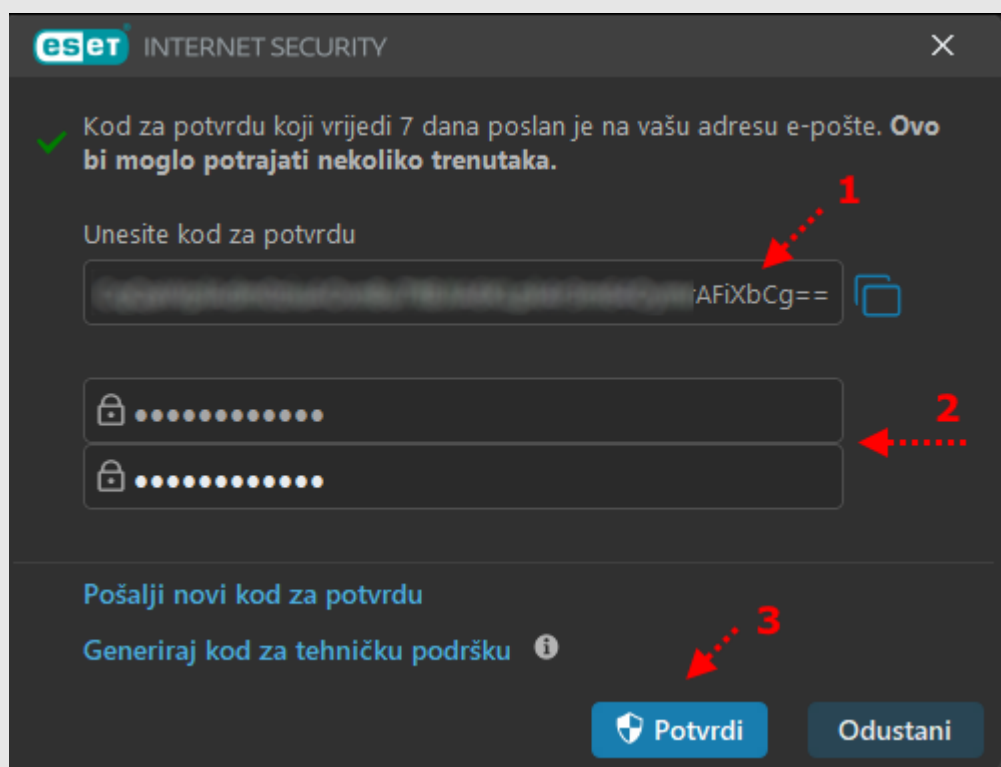 eseT INTERNET SECURITY
Kod za potvrdu koji vrijedi 7 dana poslan je na vašu adresu e-pošte. Ovo
bi moglo potrajati nekoliko trenutaka.
1
Unesite kod za potvrdu
AFiXbCg==
2
Pošalji novi kod za potvrdu
3
Generiraj kod za tehničku podršku
Potvrdi Odustani